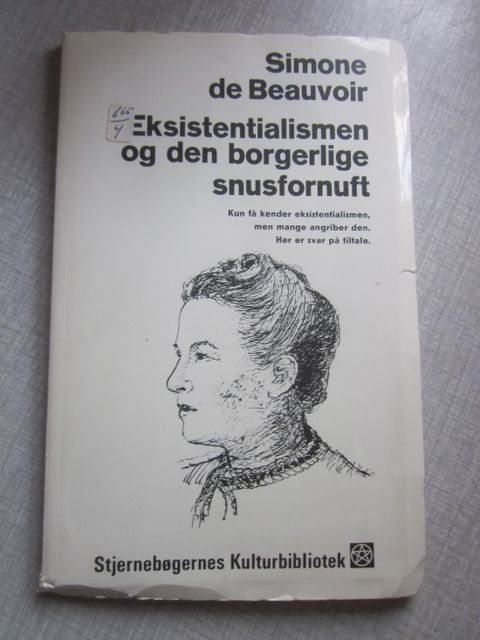 Simone
de Beauvoir
Eksistentialismen
og den borgerlige
snusfornuft
Kun få kender eksistentialismen,
men mange angriber den.
Her er svar på tiltale.
Stjernebøgernes Kulturbibliotek